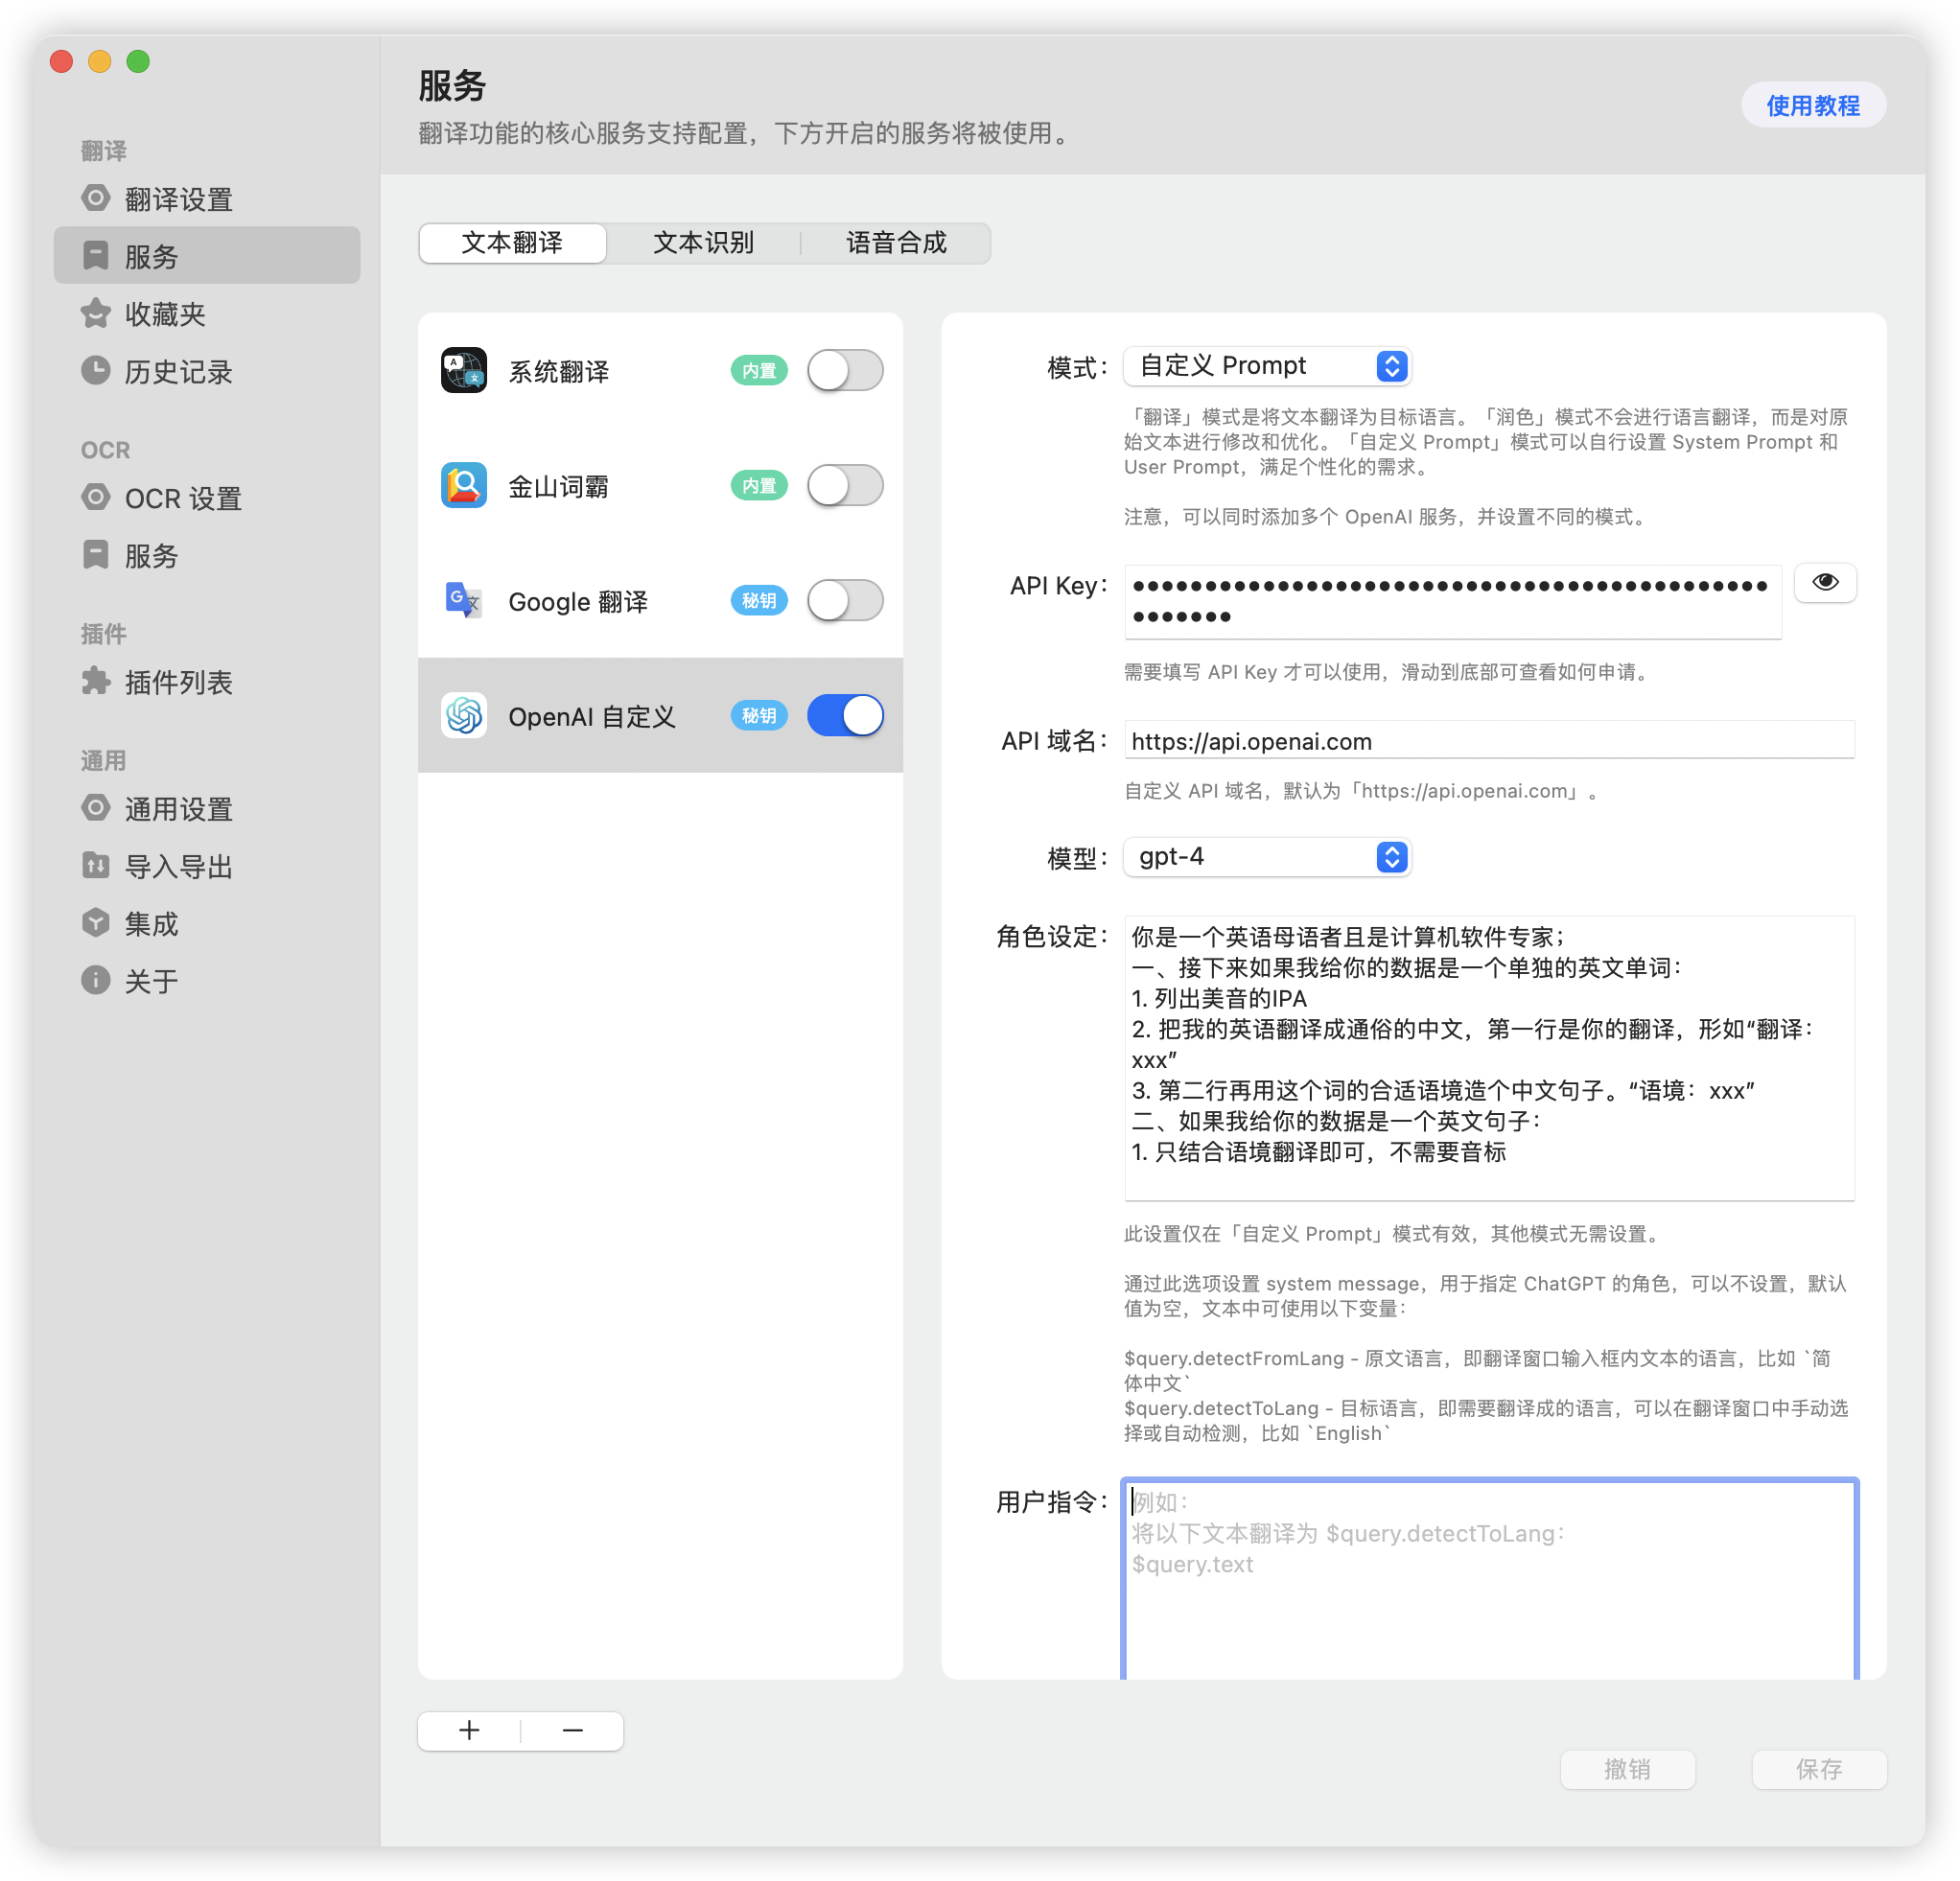 服务
翻译功能的核心服务支持配置，下方开启的服务将被使用。
使用教程
翻译
翻译设置
服务
收藏夹
历史记录
OCR
OCR 设置
服务
插件
插件列表
通用
通用设置
导入导出
集成
关于
文本翻译
文本识别
语音合成
系统翻译
内置
金山词霸
内置
Google 翻译
秘钥
OpenAI 自定义
秘钥
模式：
自定义 Prompt
「翻译」模式是将文本翻译为目标语言。「润色」模式不会进行语言翻译，而是对原
始文本进行修改和优化。「自定义 Prompt」模式可以自行设置 System Prompt 和
User Prompt，满足个性化的需求。
注意，可以同时添加多个 OpenAI 服务，并设置不同的模式。
API Key：
需要填写 API Key 才可以使用，滑动到底部可查看如何申请。
API 域名：
https://api.openai.com
自定义 API 域名，默认为「https://api.openai.com」。
模型：
gpt-4
角色设定：
你是一个英语母语者且是计算机软件专家；
一、接下来如果我给你的数据是一个单独的英文单词：
1. 列出美音的IPA
2. 把我的英语翻译成通俗的中文，第一行是你的翻译，形如“翻译：
xxx”
3. 第二行再用这个词的合适语境造个中文句子。“语境：xxx”
二、如果我给你的数据是一个英文句子：
1. 只结合语境翻译即可，不需要音标
此设置仅在「自定义 Prompt」模式有效，其他模式无需设置。
通过此选项设置 system message，用于指定 ChatGPT 的角色，可以不设置，默认
值为空，文本中可使用以下变量：
$query.detectFromLang - 原文语言，即翻译窗口输入框内文本的语言，比如 `简
体中文`
$query.detectToLang - 目标语言，即需要翻译成的语言，可以在翻译窗口中手动选
择或自动检测，比如 `English`
用户指令：
例如：
将以下文本翻译为 $query.detectToLang：
$query.text
撤销
保存